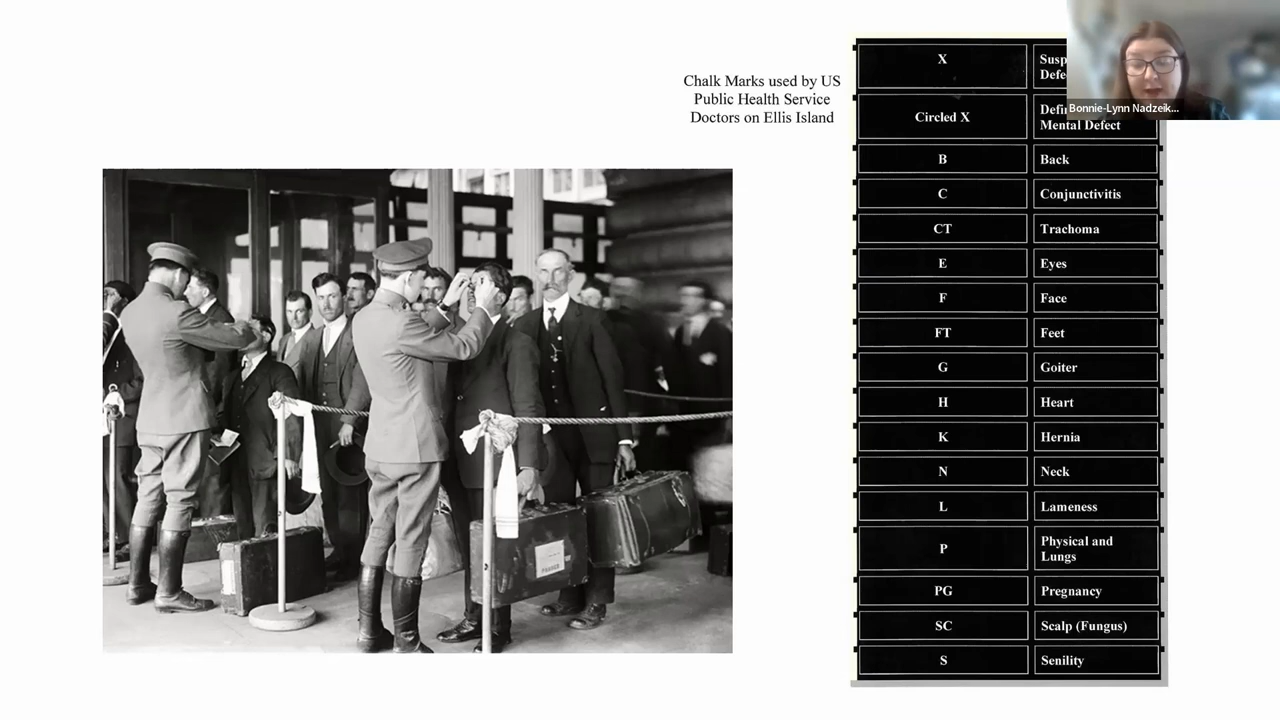 Chalk Marks used by US
Public Health Service
Doctors on Ellis Island
X
Circled X
Mental Defect
Bonnie-Lynn Nadzeik...
B Back
C Conjunctivitis
CT Trachoma
E Eyes
F Face
FT Feet
G Goiter
H Heart
K Hernia
N Neck
L Lameness
P Physical and
Lungs
PG Pregnancy
SC Scalp (Fungus)
S Senility